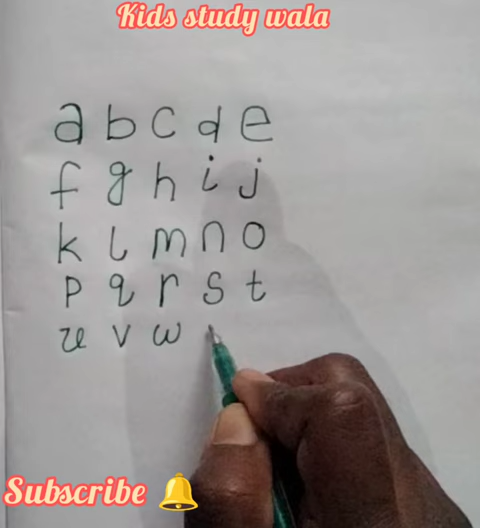 Kids study wala
a b c d e
f g h i j
k l m n o
p q r s t
u v w
Subscribe